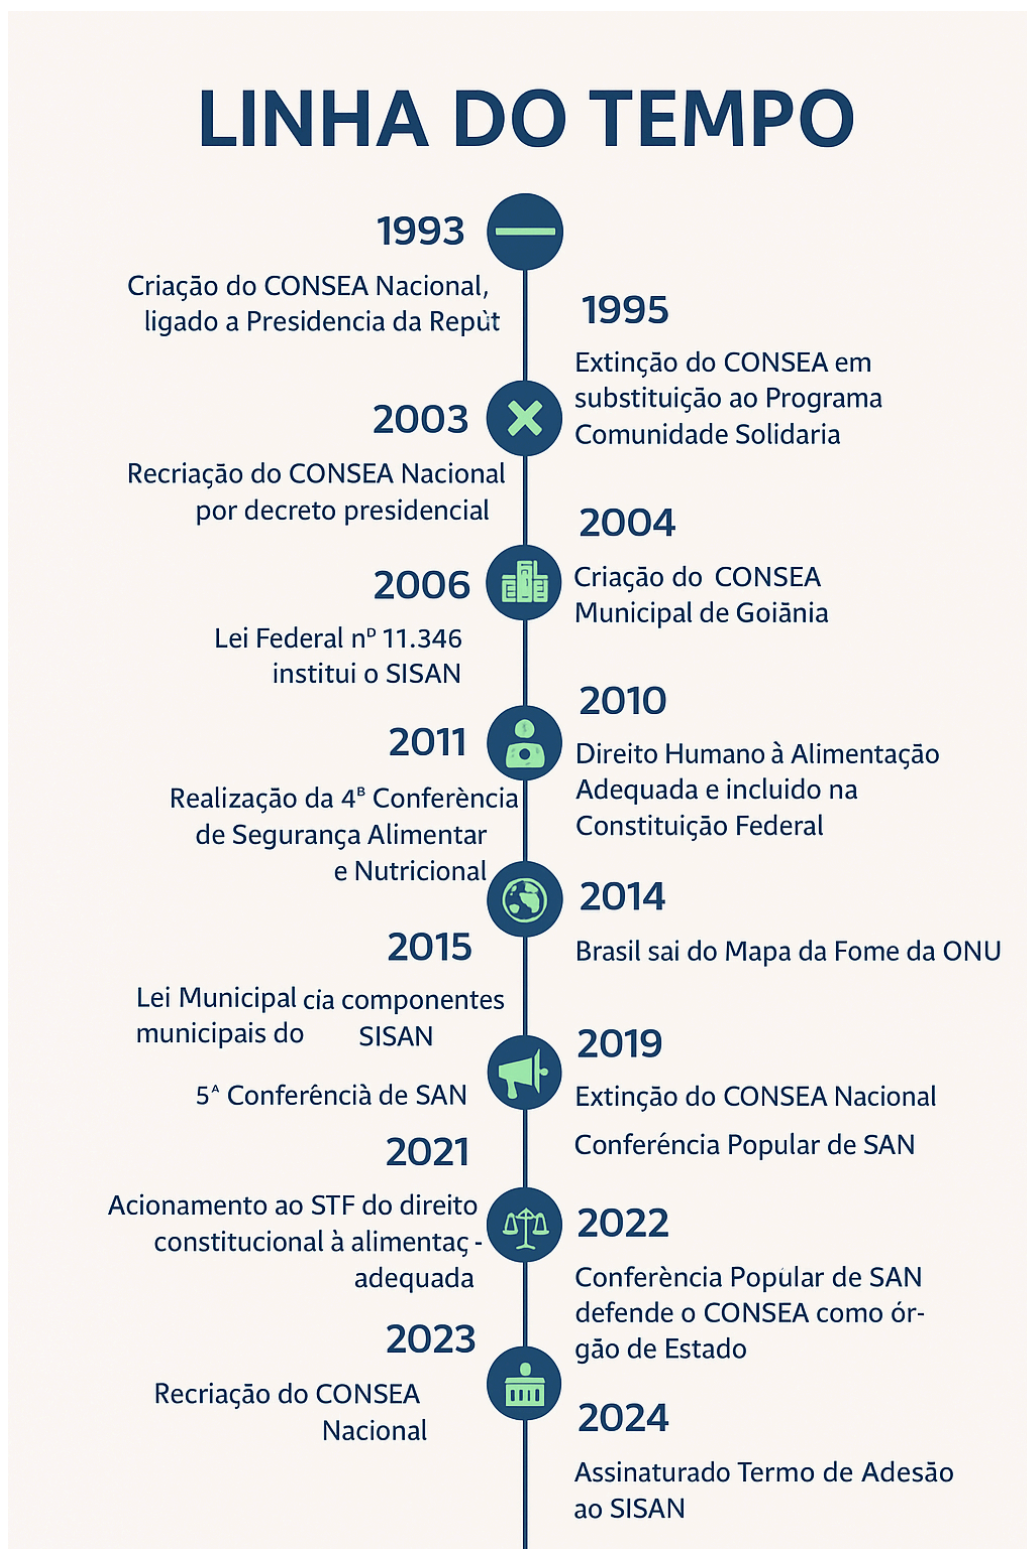 LINHA DO TEMPO
1993
Criação do CONSEA Nacional,
ligado a Presidencia da Repùt
1995
Extinção do CONSEA em
substituição ao Programa
Comunidade Solidaria
2003
Recriação do CONSEA Nacional
por decreto presidencial
2004
Criação do CONSEA
Municipal de Goiânia
2006
Lei Federal nᴰ 11.346
institui o SISAN
2010
Direito Humano à Alimentação
Adequada e incluido na
Constituição Federal
2011
Realização da 4ᴮ Conferència
de Segurança Alimentar
e Nutricional
2014
Brasil sai do Mapa da Fome da ONU
2015
Lei Municipal cia componentes
municipais do SISAN
5ᴬ Conferéncià de SAN
2019
Extinção do CONSEA Nacional
Conferéncia Popular de SAN
2021
Acionamento ao STF do direito
constitucional à alimentaç -
adequada
2022
Conferència Popular de SAN
defende o CONSEA como ór-
gão de Estado
2023
Recriação do CONSEA
Nacional
2024
Assinaturado Termo de Adesão
ao SISAN